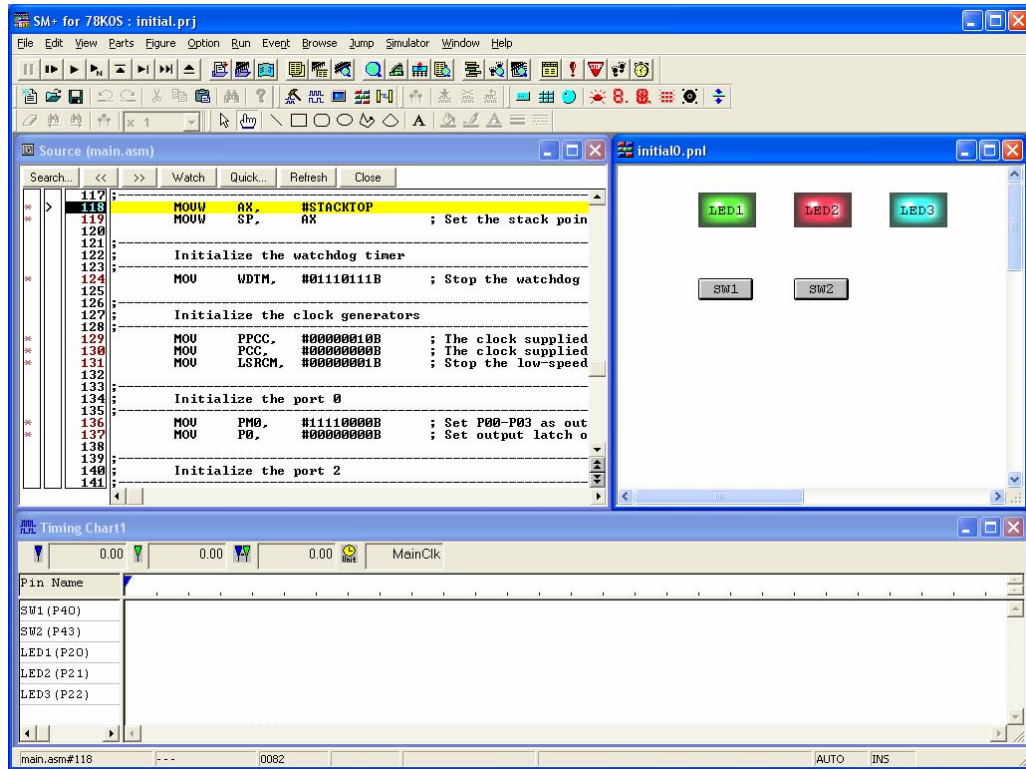 SM+ for 78K0S : initial.prj
File Edit View Parts Figure Option Run Event Browse Jump Simulator Window Help
x 1
Source (main.asm)
Search... << >> Watch Quick... Refresh Close
117 ;----------------------------------------------------------------
118 MOVW AX, #STACKTOP
119 MOVW SP, AX ; Set the stack poin
120
121 ;----------------------------------------------------------------
122 ; Initialize the watchdog timer
123 ;----------------------------------------------------------------
124 MOV WDTM, #01110111B ; Stop the watchdog
125
126 ;----------------------------------------------------------------
127 ; Initialize the clock generators
128 ;----------------------------------------------------------------
129 MOV PPCC, #00000010B ; The clock supplied
130 MOV PCC, #00000000B ; The clock supplied
131 MOV LSRCM, #00000001B ; Stop the low-speed
132
133 ;----------------------------------------------------------------
134 ; Initialize the port 0
135 ;----------------------------------------------------------------
136 MOV PM0, #11110000B ; Set P00-P03 as out
137 MOV P0, #00000000B ; Set output latch o
138
139 ;----------------------------------------------------------------
140 ; Initialize the port 2
141 ;----------------------------------------------------------------
initial0.pnl
LED1 LED2 LED3
SW1 SW2
Timing Chart1
0.00 0.00 0.00 Unit MainClk
Pin Name
SW1(P40)
SW2(P43)
LED1(P20)
LED2(P21)
LED3(P22)
main.asm#118 --- 0082 AUTO INS